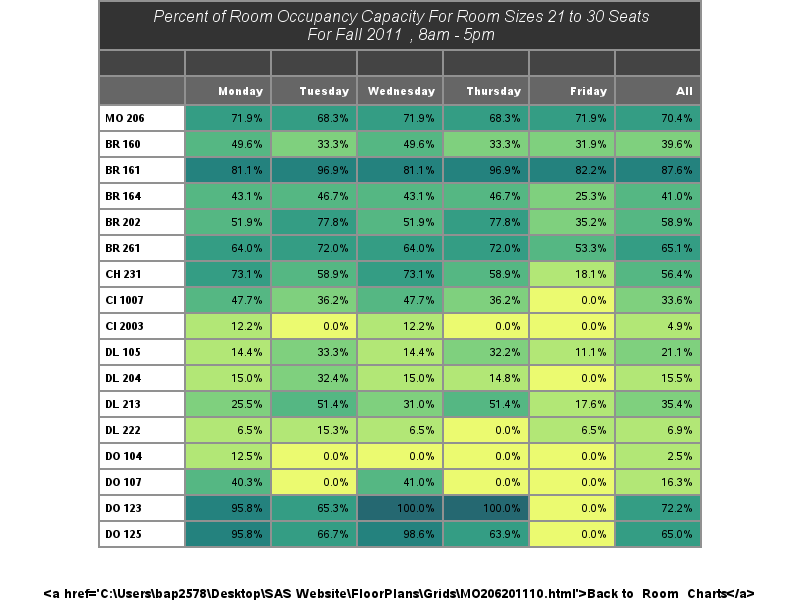 Percent of Room Occupancy Capacity For Room Sizes 21 to 30 Seats
For Fall 2011 , 8am - 5pm
Monday Tuesday Wednesday Thursday Friday All
MO 206 71.9% 68.3% 71.9% 68.3% 71.9% 70.4%
BR 160 49.6% 33.3% 49.6% 33.3% 31.9% 39.6%
BR 161 81.1% 96.9% 81.1% 96.9% 82.2% 87.6%
BR 164 43.1% 46.7% 43.1% 46.7% 25.3% 41.0%
BR 202 51.9% 77.8% 51.9% 77.8% 35.2% 58.9%
BR 261 64.0% 72.0% 64.0% 72.0% 53.3% 65.1%
CH 231 73.1% 58.9% 73.1% 58.9% 18.1% 56.4%
CI 1007 47.7% 36.2% 47.7% 36.2% 0.0% 33.6%
CI 2003 12.2% 0.0% 12.2% 0.0% 0.0% 4.9%
DL 105 14.4% 33.3% 14.4% 32.2% 11.1% 21.1%
DL 204 15.0% 32.4% 15.0% 14.8% 0.0% 15.5%
DL 213 25.5% 51.4% 31.0% 51.4% 17.6% 35.4%
DL 222 6.5% 15.3% 6.5% 0.0% 6.5% 6.9%
DO 104 12.5% 0.0% 0.0% 0.0% 0.0% 2.5%
DO 107 40.3% 0.0% 41.0% 0.0% 0.0% 16.3%
DO 123 95.8% 65.3% 100.0% 100.0% 0.0% 72.2%
DO 125 95.8% 66.7% 98.6% 63.9% 0.0% 65.0%
<a href='C:\Users\bap2578\Desktop\SAS Website\FloorPlans\Grids\MO206201110.html'>Back to Room Charts</a>